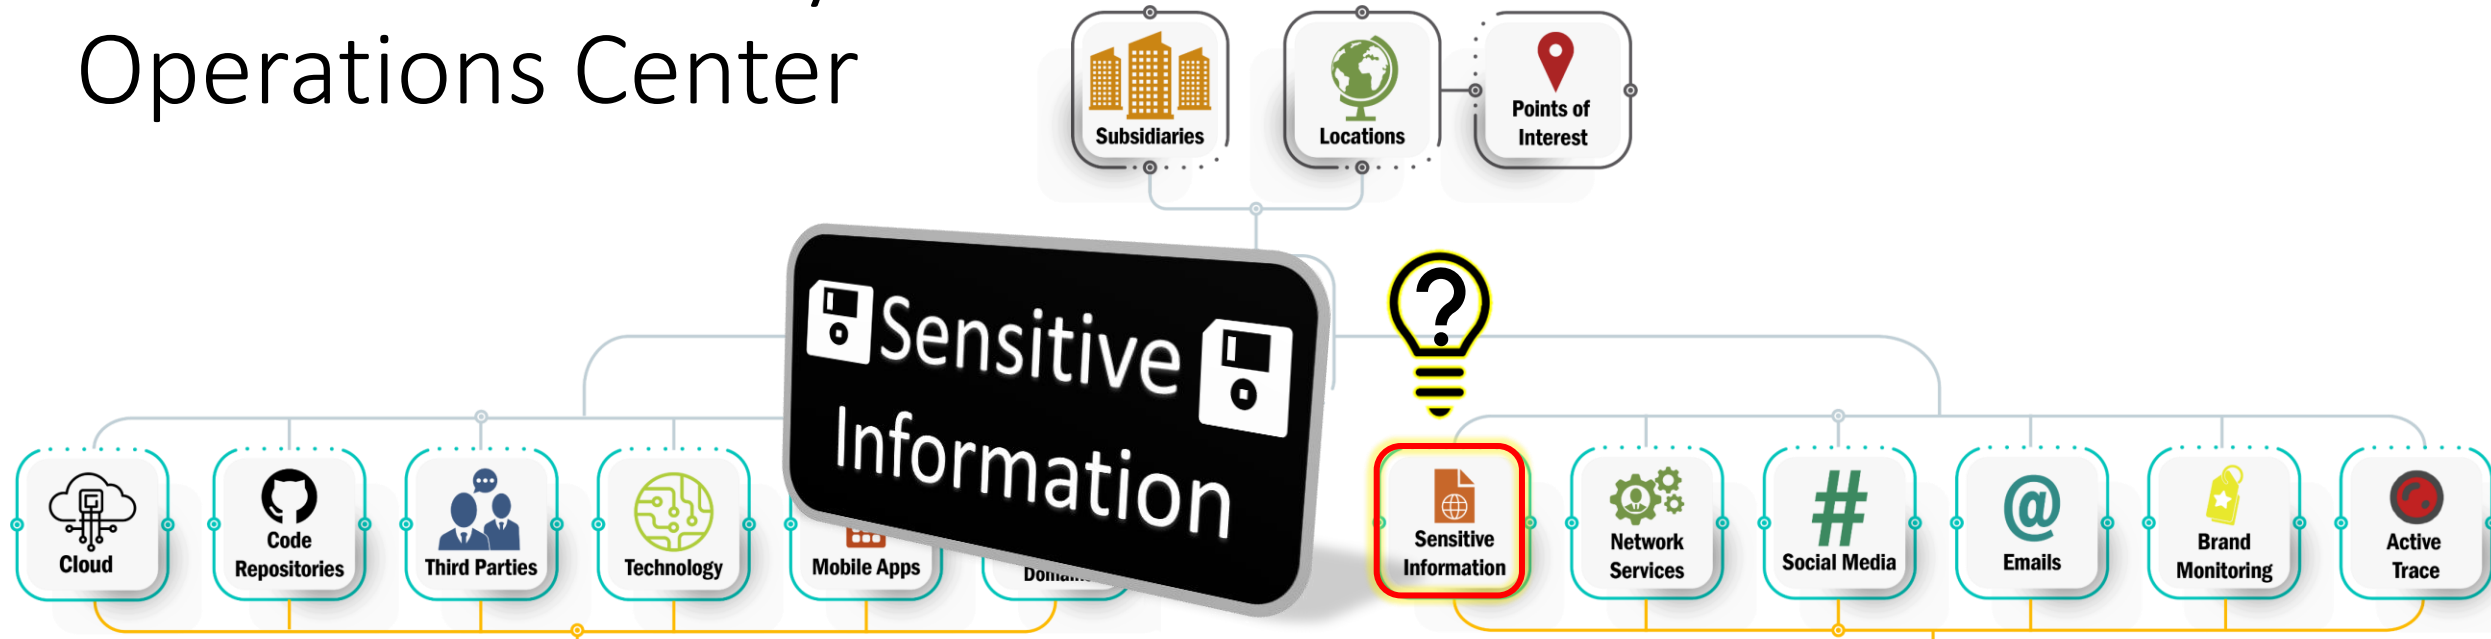 Operations Center
Subsidiaries
Locations
Points of
Interest
Sensitive
Information
?
Cloud
Code
Repositories
Third Parties
Technology
Mobile Apps
Sensitive
Information
Network
Services
#
Social Media
@
Emails
Brand
Monitoring
Active
Trace